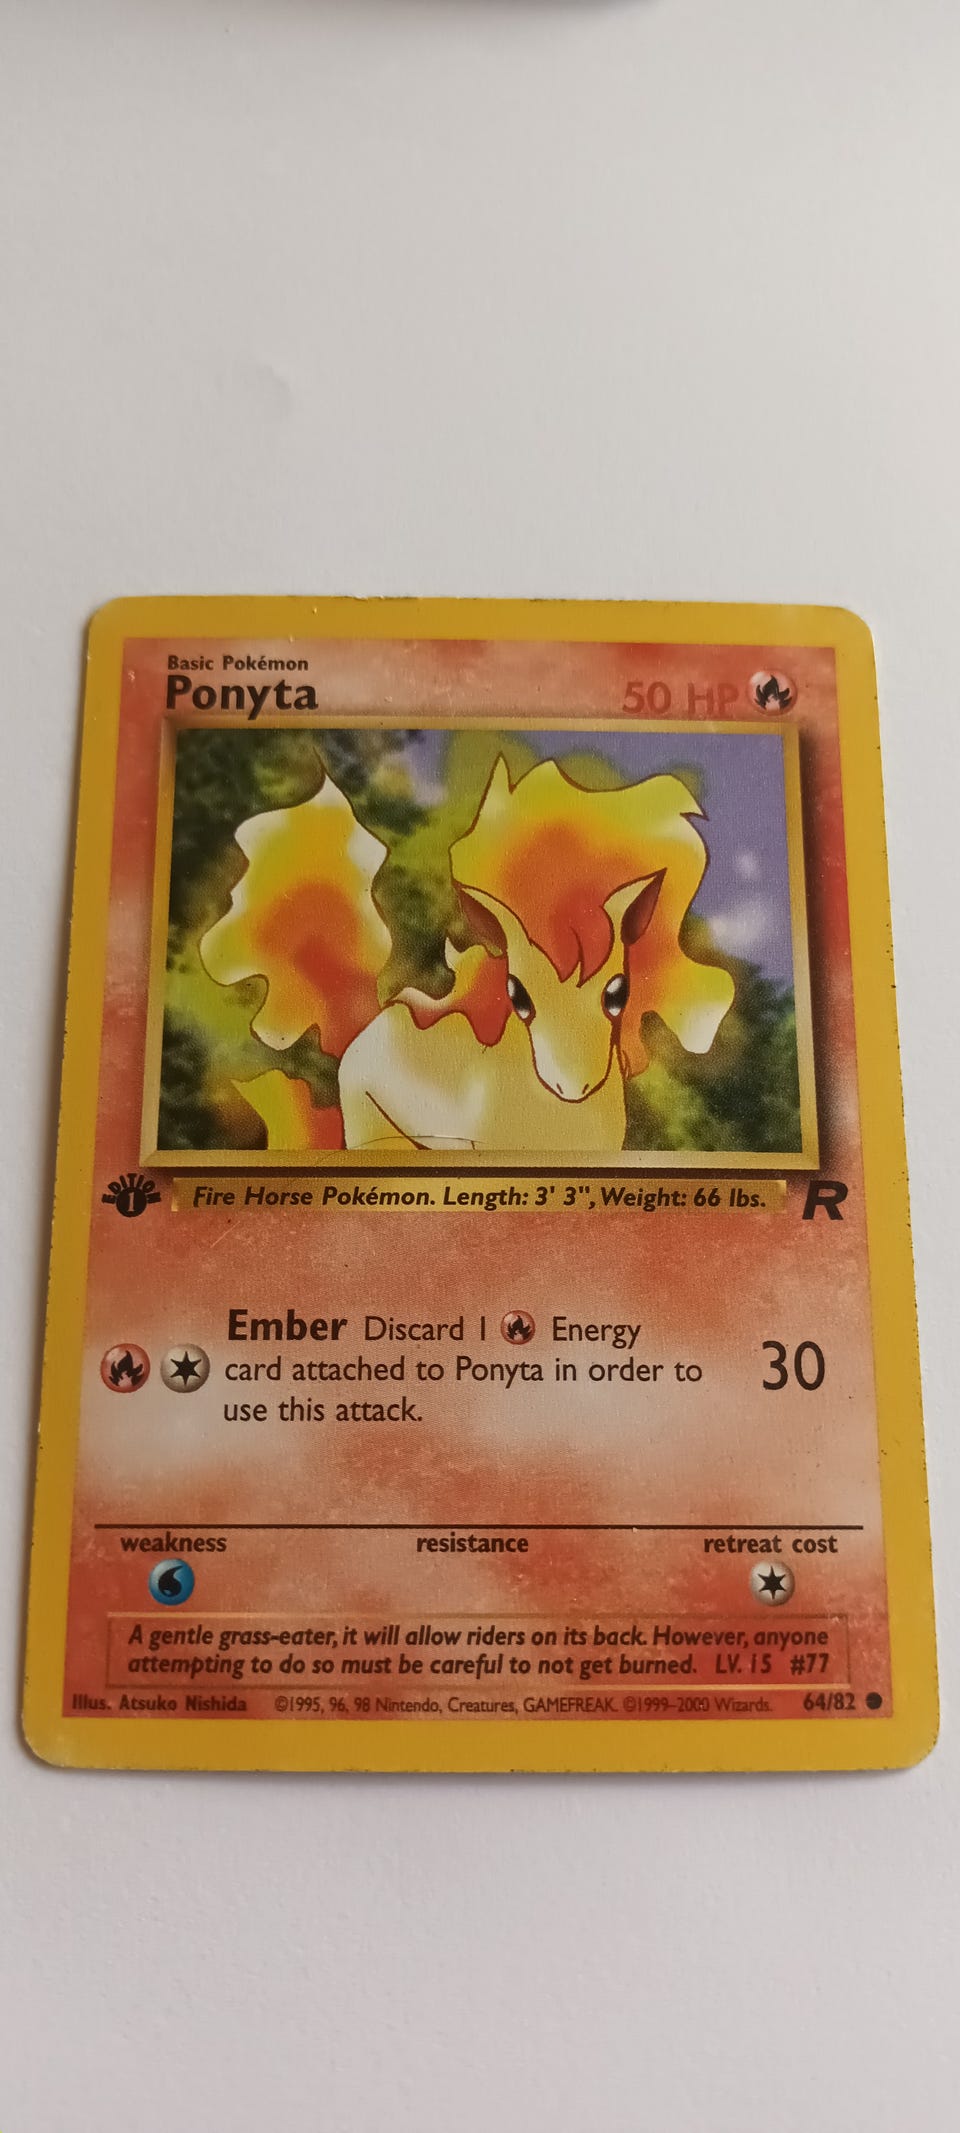 Basic Pokémon
Ponyta 50 HP
EDITION 1
Fire Horse Pokémon. Length: 3' 3", Weight: 66 lbs.
R
Ember Discard 1 Energy
card attached to Ponyta in order to
use this attack.
30
weakness resistance retreat cost
A gentle grass-eater, it will allow riders on its back. However, anyone
attempting to do so must be careful to not get burned. LV. 15 #77
Illus. Atsuko Nishida ©1995, 96, 98 Nintendo, Creatures, GAMEFREAK. ©1999–2000 Wizards. 64/82